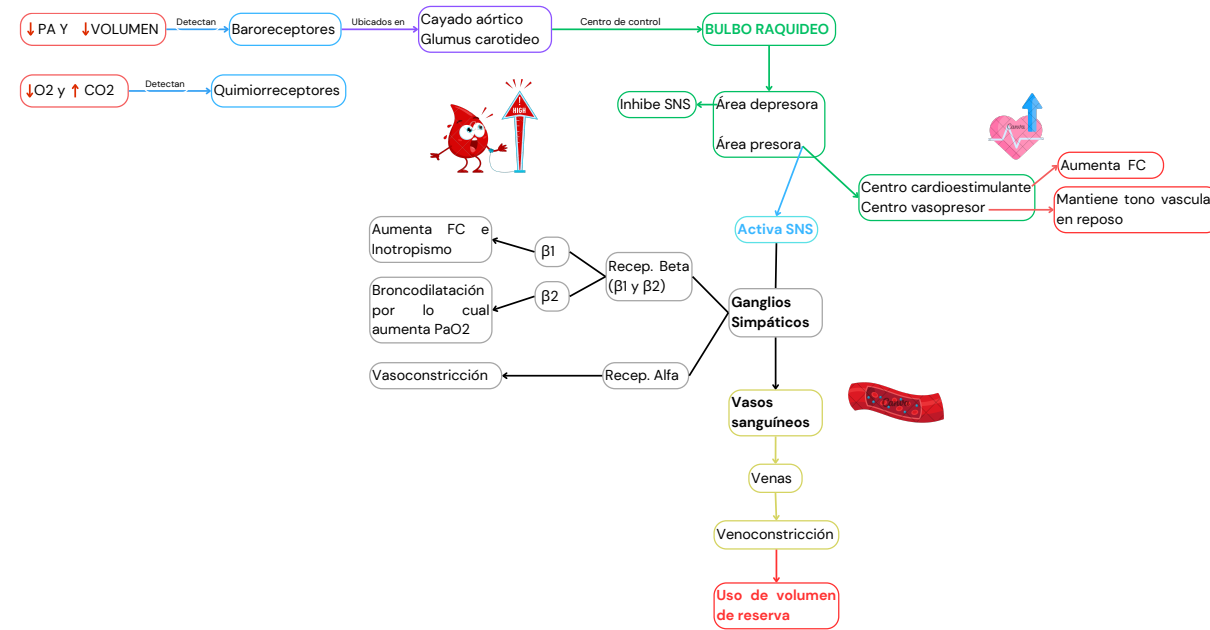 ↓PA Y ↓VOLUMEN
Detectan
Baroreceptores
Ubicados en
Cayado aórtico
Glumus carotideo
Centro de control
BULBO RAQUIDEO
↓O2 y ↑ CO2
Detectan
Quimiorreceptores
HIGH
Inhibe SNS
Área depresora
Área presora
Canva
Centro cardioestimulante
Centro vasopresor
Aumenta FC
Mantiene tono vascula
en reposo
Activa SNS
Aumenta FC e
Inotropismo
β1
Recep. Beta
(β1 y β2)
Broncodilatación
por lo cual
aumenta PaO2
β2
Ganglios
Simpáticos
Vasoconstricción
Recep. Alfa
Vasos
sanguíneos
Canva
Venas
Venoconstricción
Uso de volumen
de reserva